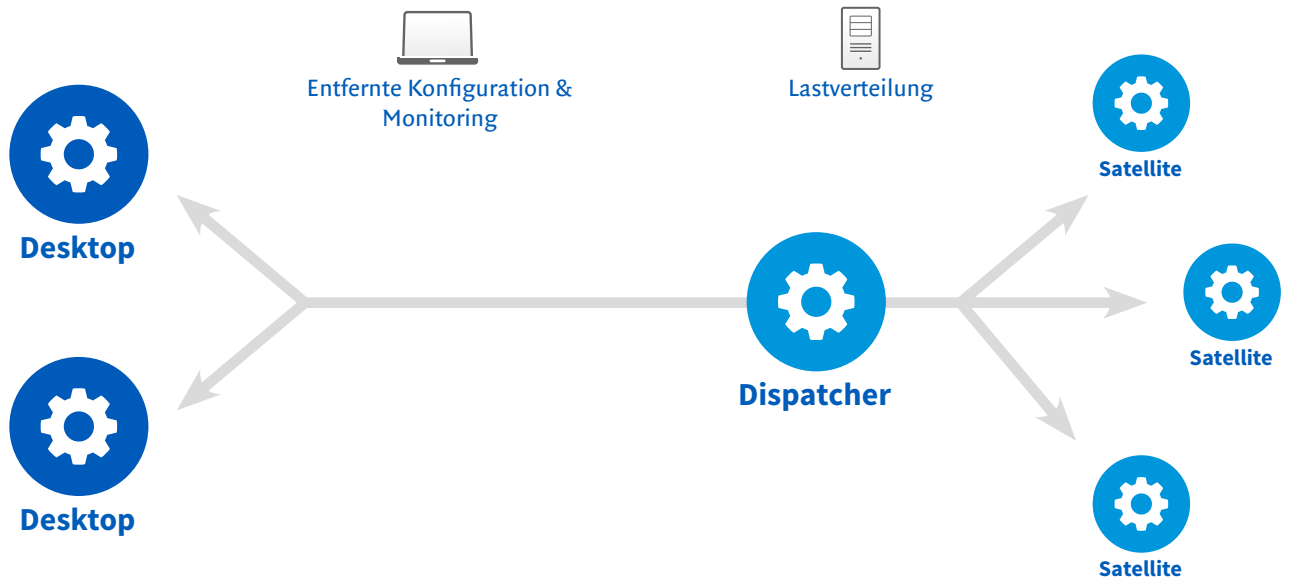 Entfernte Konfiguration &
Monitoring
Lastverteilung
Satellite
Desktop
Satellite
Dispatcher
Desktop
Satellite